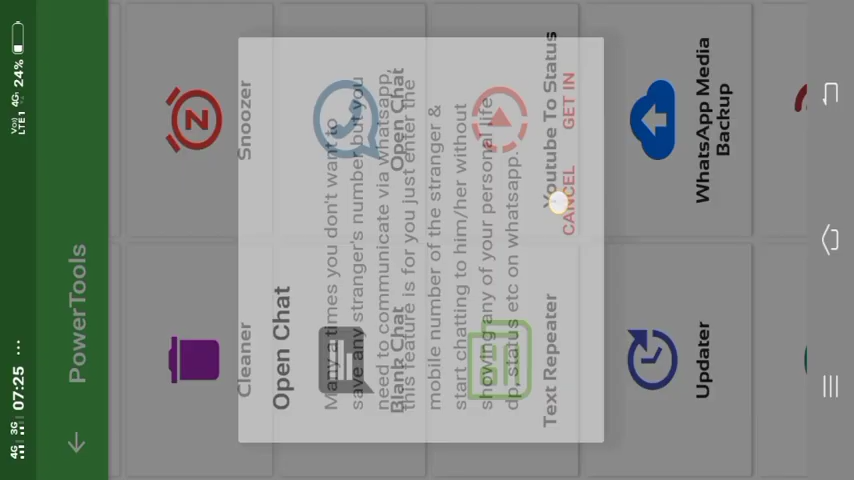 4G 3G 07:25 ...
VoI) 4G
LTE1 24%
PowerTools
Cleaner
Snoozer
Open Chat
Many a times you don't want to
save any stranger's number but you
need to communicate via whatsapp,
this feature is for you just enter the
mobile number of the stranger &
start chatting to him/her without
showing any of your personal life
dp, status etc on whatsapp.
CANCEL
GET IN
Blank Chat
Open Chat
Text Repeater
Youtube To Status
Updater
WhatsApp Media
Backup